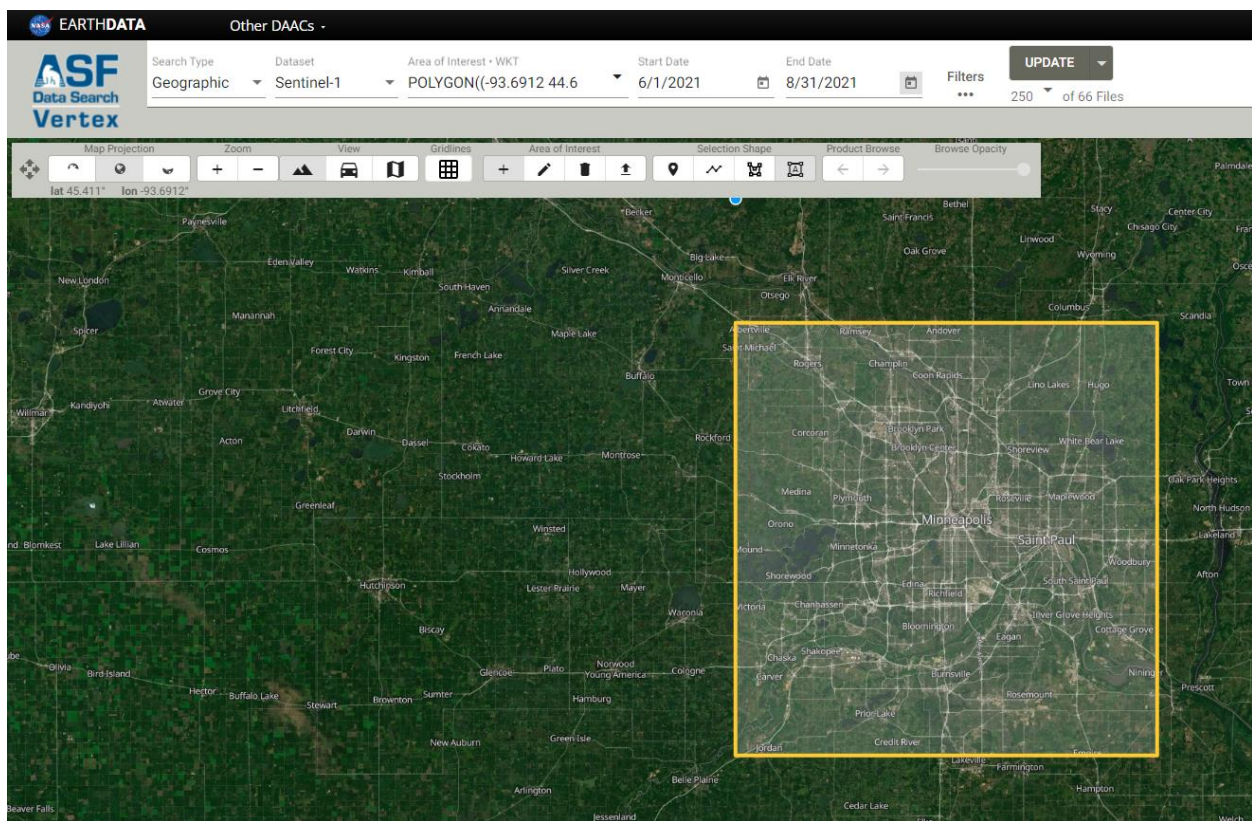 NASA EARTHDATA Other DAACs
ASF
Data Search
Vertex
Search Type
Geographic
Dataset
Sentinel-1
Area of Interest • WKT
POLYGON((-93.6912 44.6
Start Date
6/1/2021
End Date
8/31/2021
Filters
•••
UPDATE
250 of 66 Files
Map Projection Zoom View Gridlines Area of Interest Selection Shape Product Browse Browse Opacity
A
lat 45.411° lon -93.6912°
Palmdale
Becker Bethel Stacy Center City
Paynesville Saint Francis Chisago City
Linwood
Eden Valley Watkins Kimball Silver Creek Big Lake Oak Grove Wyoming
New London South Haven Monticello Elk River
Otsego
Manannah Annandale Columbus
Spicer Maple Lake Albertville Ramsey Andover Scandia
Forest City Kingston French Lake Saint Michael
Rogers Champlin
Buffalo Coon Rapids
Grove City Lino Lakes Hugo
Willmar Kandiyohi Atwater Litchfield
Darwin Corcoran Brooklyn Park
Acton Dassel Cokato Rockford Brooklyn Center White Bear Lake
Howard Lake Montrose Shoreview
Stockholm Oak Park Heights
Medina Plymouth Roseville Maplewood
Greenleaf North Hudson
Minneapolis
Winsted Orono
Lakeland
Saint Paul
Blomkest Lake Lillian Cosmos Mound Minnetonka
Woodbury
Hollywood Shorewood Afton
Hutchinson Lester Prairie Mayer Edina South Saint Paul
Richfield
Waconia Victoria Chanhassen
Inver Grove Heights
Biscay Bloomington Cottage Grove
Eagan
Chaska Shakopee
Olivia Bird Island Glencoe Plato Norwood Young America Cologne Carver Burnsville Nininger
Prescott
Hector Buffalo Lake Stewart Brownton Sumter Hamburg Rosemount
Prior Lake
New Auburn Green Isle Jordan Credit River
Empire
Lakeville
Farmington
Belle Plaine
Arlington Hampton
Beaver Falls Cedar Lake
Jessenland Welch